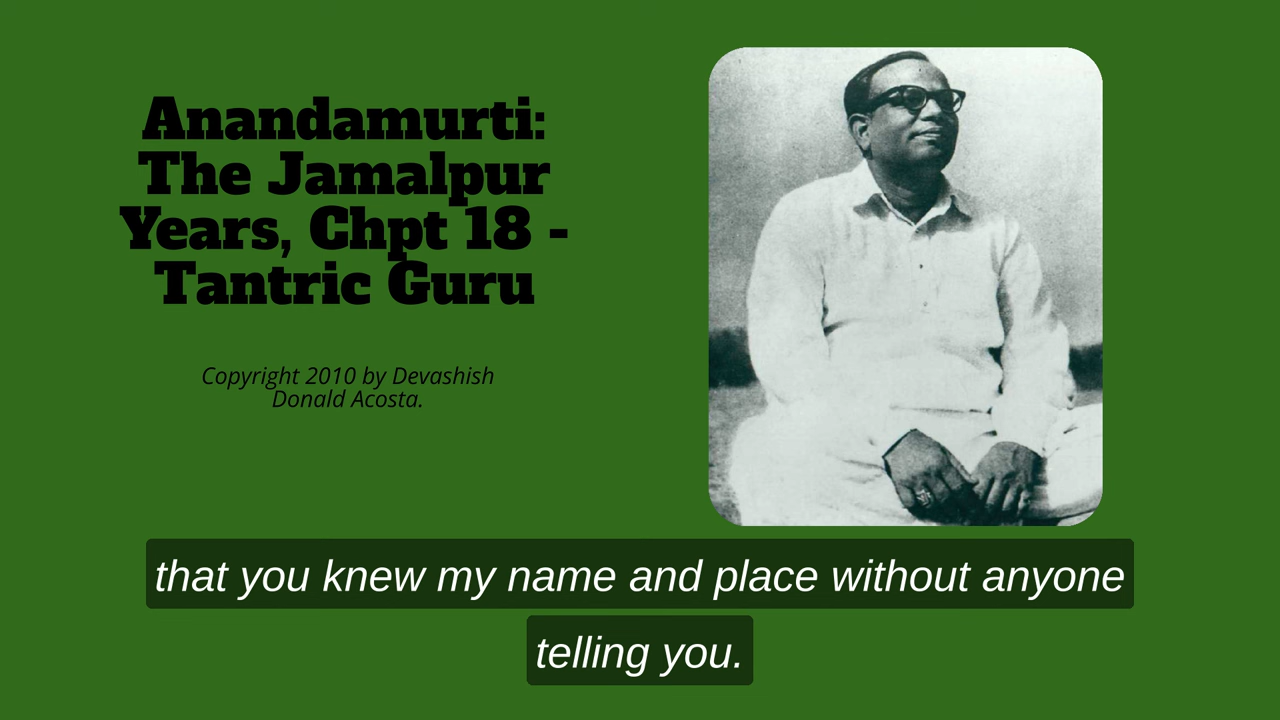 Anandamurti:
The Jamalpur
Years, Chpt 18 -
Tantric Guru
Copyright 2010 by Devashish
Donald Acosta.
that you knew my name and place without anyone
telling you.